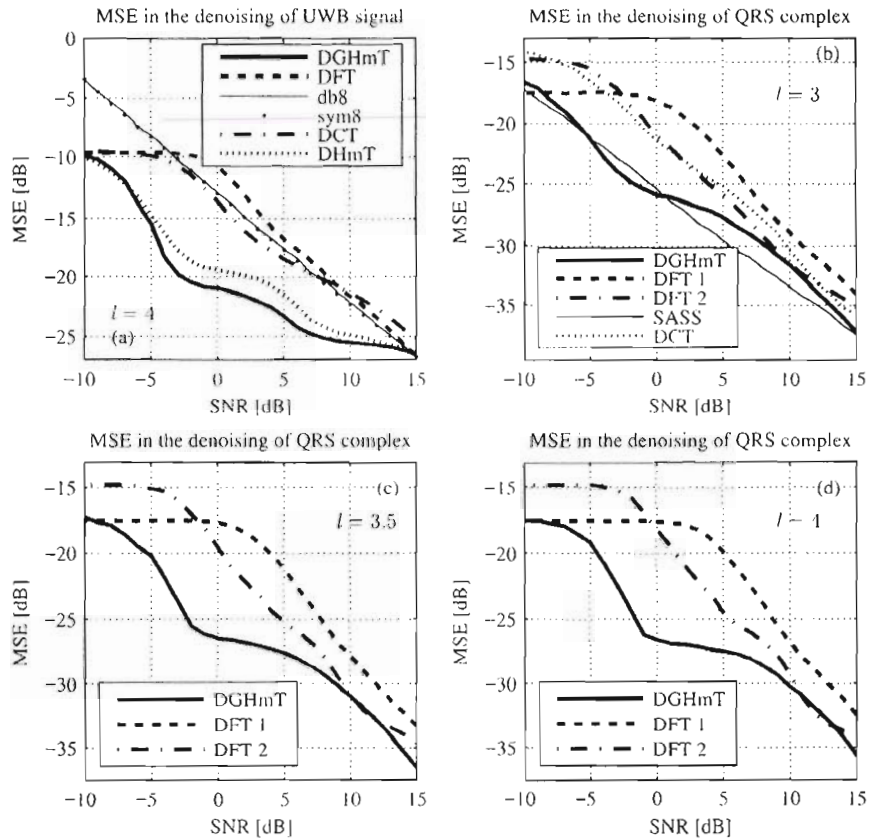 MSE in the denoising of UWB signal
0
−5
−10
−15
−20
−25
MSE [dB]
DGHmT
DFT
db8
sym8
DCT
DHmT
l = 4
(a)
−10
−5
0
5
10
15
SNR [dB]
MSE in the denoising of QRS complex
−15
−20
−25
−30
−35
MSE [dB]
(b)
l = 3
DGHmT
DFT 1
DFT 2
SASS
DCT
−10
−5
0
5
10
15
SNR [dB]
MSE in the denoising of QRS complex
−15
−20
−25
−30
−35
MSE [dB]
(c)
l = 3.5
DGHmT
DFT 1
DFT 2
−10
−5
0
5
10
15
SNR [dB]
MSE in the denoising of QRS complex
−15
−20
−25
−30
−35
MSE [dB]
(d)
l = 4
DGHmT
DFT 1
DFT 2
−10
−5
0
5
10
15
SNR [dB]